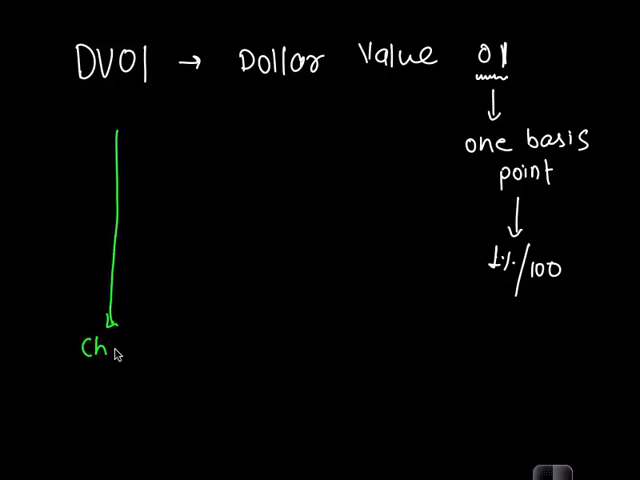 DV01 → Dollar Value 01
one basis
point
1%/100
Ch